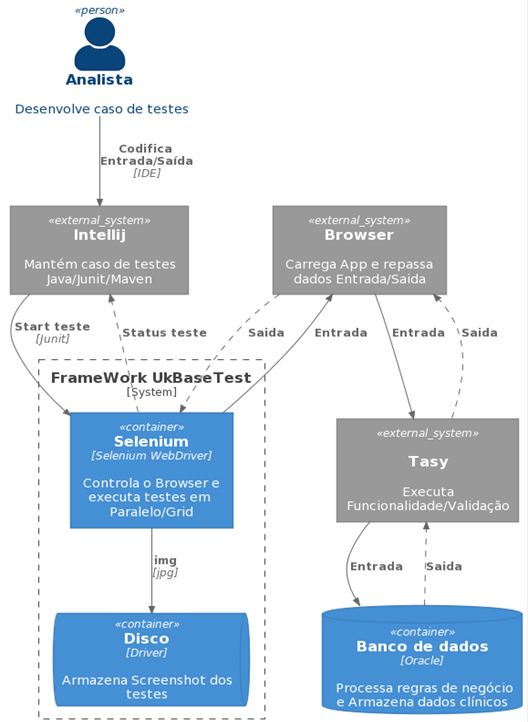 «person»
Analista
Desenvolve caso de testes
Codifica
Entrada/Saída
[IDE]
«external_system»
Intellij
Mantém caso de testes
Java/Junit/Maven
«external_system»
Browser
Carrega App e repassa
dados Entrada/Saida
Start teste
[Junit]
Status teste
Saida
Entrada
Entrada
Saida
FrameWork UkBaseTest
[System]
«container»
Selenium
[Selenium WebDriver]
Controla o Browser e
executa testes em
Paralelo/Grid
«external_system»
Tasy
Executa
Funcionalidade/Validação
img
[jpg]
Entrada
Saida
«container»
Disco
[Driver]
Armazena Screenshot dos
testes
«container»
Banco de dados
[Oracle]
Processa regras de negócio
e Armazena dados clínicos